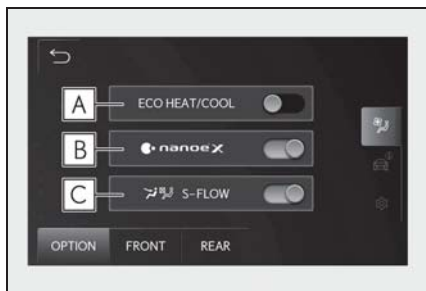 A
ECO HEAT/COOL
B
nanoe X
C
S-FLOW
OPTION FRONT REAR